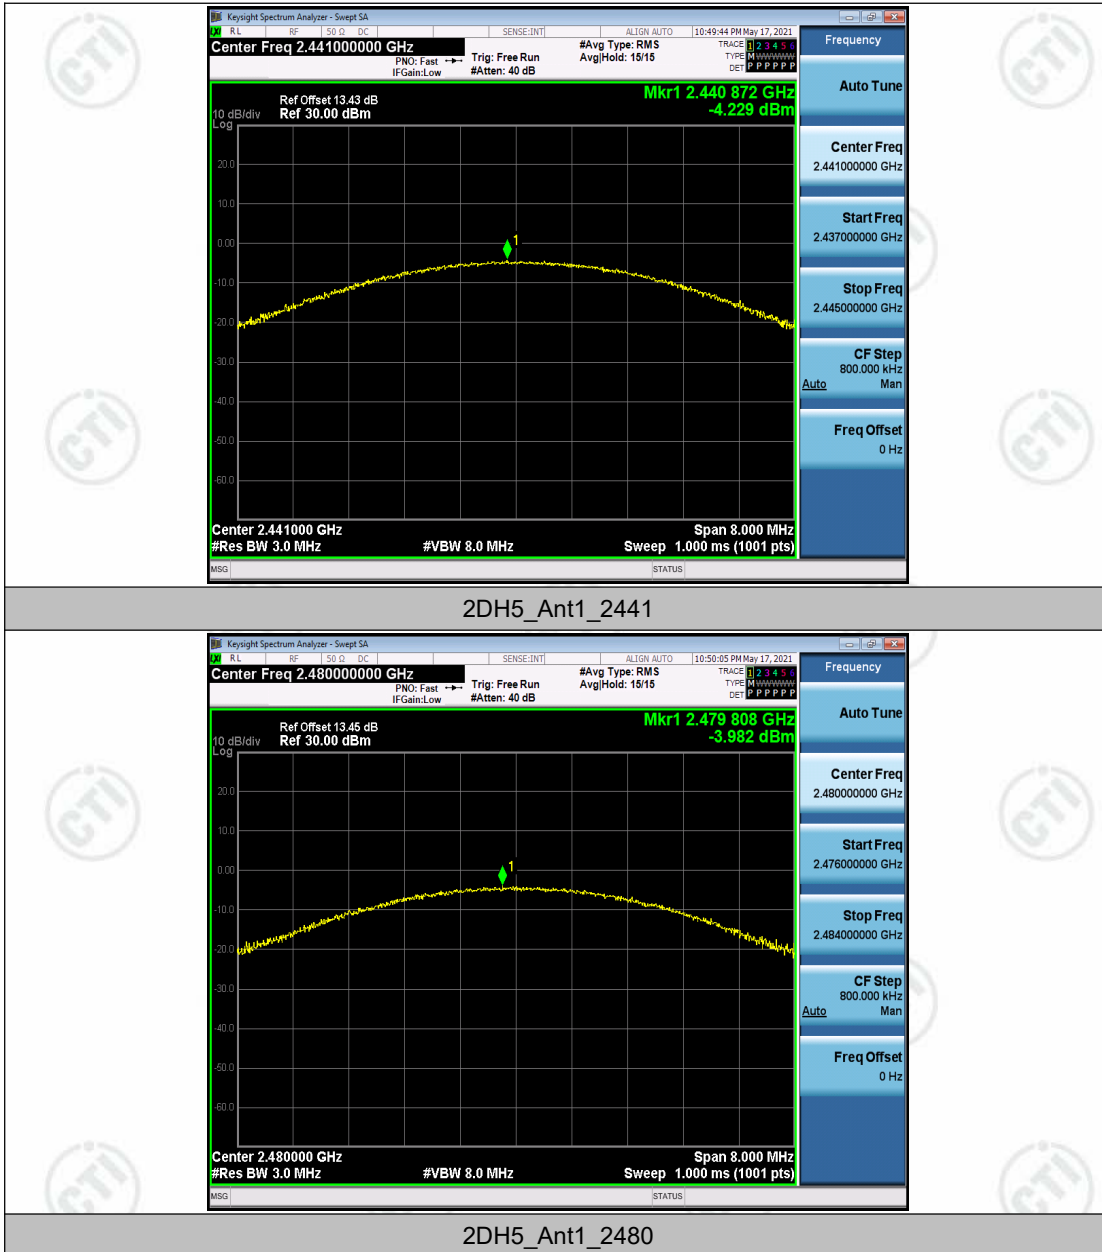 Keysight Spectrum Analyzer - Swept SA
LXI RL RF 50 Ω DC SENSE:INT ALIGN AUTO 10:49:44 PM May 17, 2021
Center Freq 2.441000000 GHz
#Avg Type: RMS
TRACE 1 2 3 4 5 6
PNO: Fast
Trig: Free Run
Avg|Hold: 15/15
TYPE M WWWWW
IFGain:Low
#Atten: 40 dB
DET P P P P P P
Frequency
Auto Tune
Mkr1 2.440 872 GHz
-4.229 dBm
Ref Offset 13.43 dB
10 dB/div Ref 30.00 dBm
Log
Center Freq
2.441000000 GHz
Start Freq
2.437000000 GHz
Stop Freq
2.445000000 GHz
CF Step
800.000 kHz
Auto Man
Freq Offset
0 Hz
20.0
10.0
0.00
-10.0
-20.0
-30.0
-40.0
-50.0
-60.0
1
Center 2.441000 GHz Span 8.000 MHz
#Res BW 3.0 MHz #VBW 8.0 MHz Sweep 1.000 ms (1001 pts)
MSG STATUS
2DH5_Ant1_2441
Keysight Spectrum Analyzer - Swept SA
LXI RL RF 50 Ω DC SENSE:INT ALIGN AUTO 10:50:05 PM May 17, 2021
Center Freq 2.480000000 GHz
#Avg Type: RMS
TRACE 1 2 3 4 5 6
PNO: Fast
Trig: Free Run
Avg|Hold: 15/15
TYPE M WWWWW
IFGain:Low
#Atten: 40 dB
DET P P P P P P
Frequency
Auto Tune
Mkr1 2.479 808 GHz
-3.982 dBm
Ref Offset 13.45 dB
10 dB/div Ref 30.00 dBm
Log
Center Freq
2.480000000 GHz
Start Freq
2.476000000 GHz
Stop Freq
2.484000000 GHz
CF Step
800.000 kHz
Auto Man
Freq Offset
0 Hz
20.0
10.0
0.00
-10.0
-20.0
-30.0
-40.0
-50.0
-60.0
1
Center 2.480000 GHz Span 8.000 MHz
#Res BW 3.0 MHz #VBW 8.0 MHz Sweep 1.000 ms (1001 pts)
MSG STATUS
2DH5_Ant1_2480
CTI
CTI
CTI
CTI
CTI
CTI
CTI
CTI